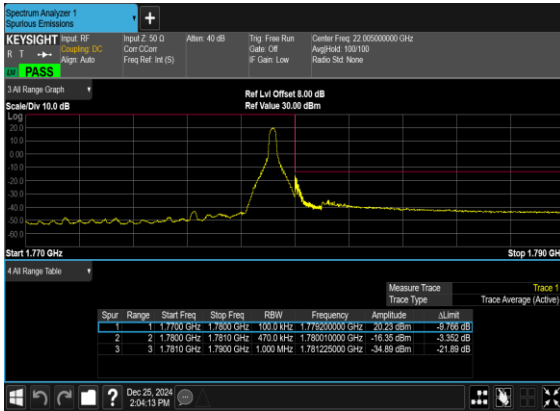 Spectrum Analyzer 1
Spurious Emissions
+
KEYSIGHT Input: RF Input Z: 50 Ω Atten: 40 dB Trig: Free Run Center Freq: 22.005000000 GHz
R T Coupling: DC Corr CCorr Gate: Off Avg|Hold: 100/100
Align: Auto Freq Ref: Int (S) IF Gain: Low Radio Std: None
PASS
3 All Range Graph
Ref Lvl Offset 8.00 dB
Scale/Div 10.0 dB Ref Value 30.00 dBm
Log
20.0
10.0
0.00
-10.0
-20.0
-30.0
-40.0
-50.0
-60.0
Start 1.770 GHz Stop 1.790 GH
4 All Range Table
Measure Trace Trace 1
Trace Type Trace Average (Active)
Spur Range Start Freq Stop Freq RBW Frequency Amplitude ΔLimit
1 1 1.7700 GHz 1.7800 GHz 100.0 kHz 1.779200000 GHz 20.23 dBm -9.766 dB
2 2 1.7800 GHz 1.7810 GHz 470.0 kHz 1.780010000 GHz -16.35 dBm -3.352 dB
3 3 1.7810 GHz 1.7900 GHz 1.000 MHz 1.781225000 GHz -34.89 dBm -21.89 dB
? Dec 25, 2024
2:04:13 PM